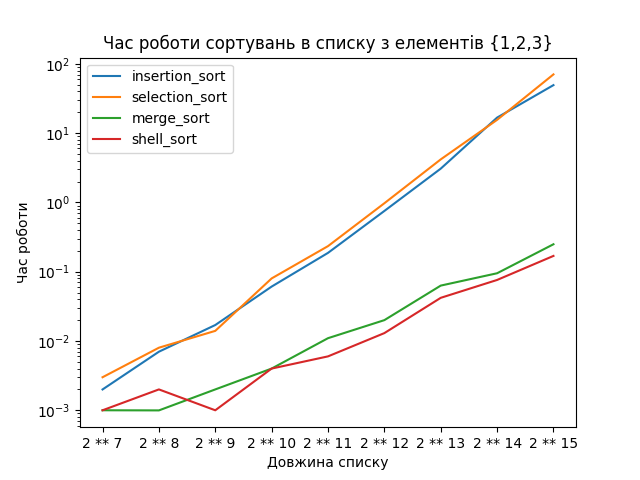 Час роботи сортувань в списку з елементів {1,2,3}
insertion_sort
selection_sort
merge_sort
shell_sort
Час роботи
10²
10¹
10⁰
10⁻¹
10⁻²
10⁻³
2 ** 7 2 ** 8 2 ** 9 2 ** 10 2 ** 11 2 ** 12 2 ** 13 2 ** 14 2 ** 15
Довжина списку